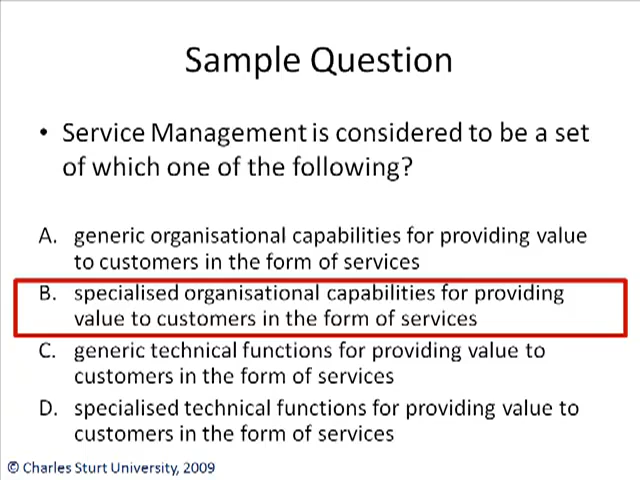 Sample Question
• Service Management is considered to be a set
of which one of the following?
A. generic organisational capabilities for providing value
to customers in the form of services
B. specialised organisational capabilities for providing
value to customers in the form of services
C. generic technical functions for providing value to
customers in the form of services
D. specialised technical functions for providing value to
customers in the form of services
© Charles Sturt University, 2009